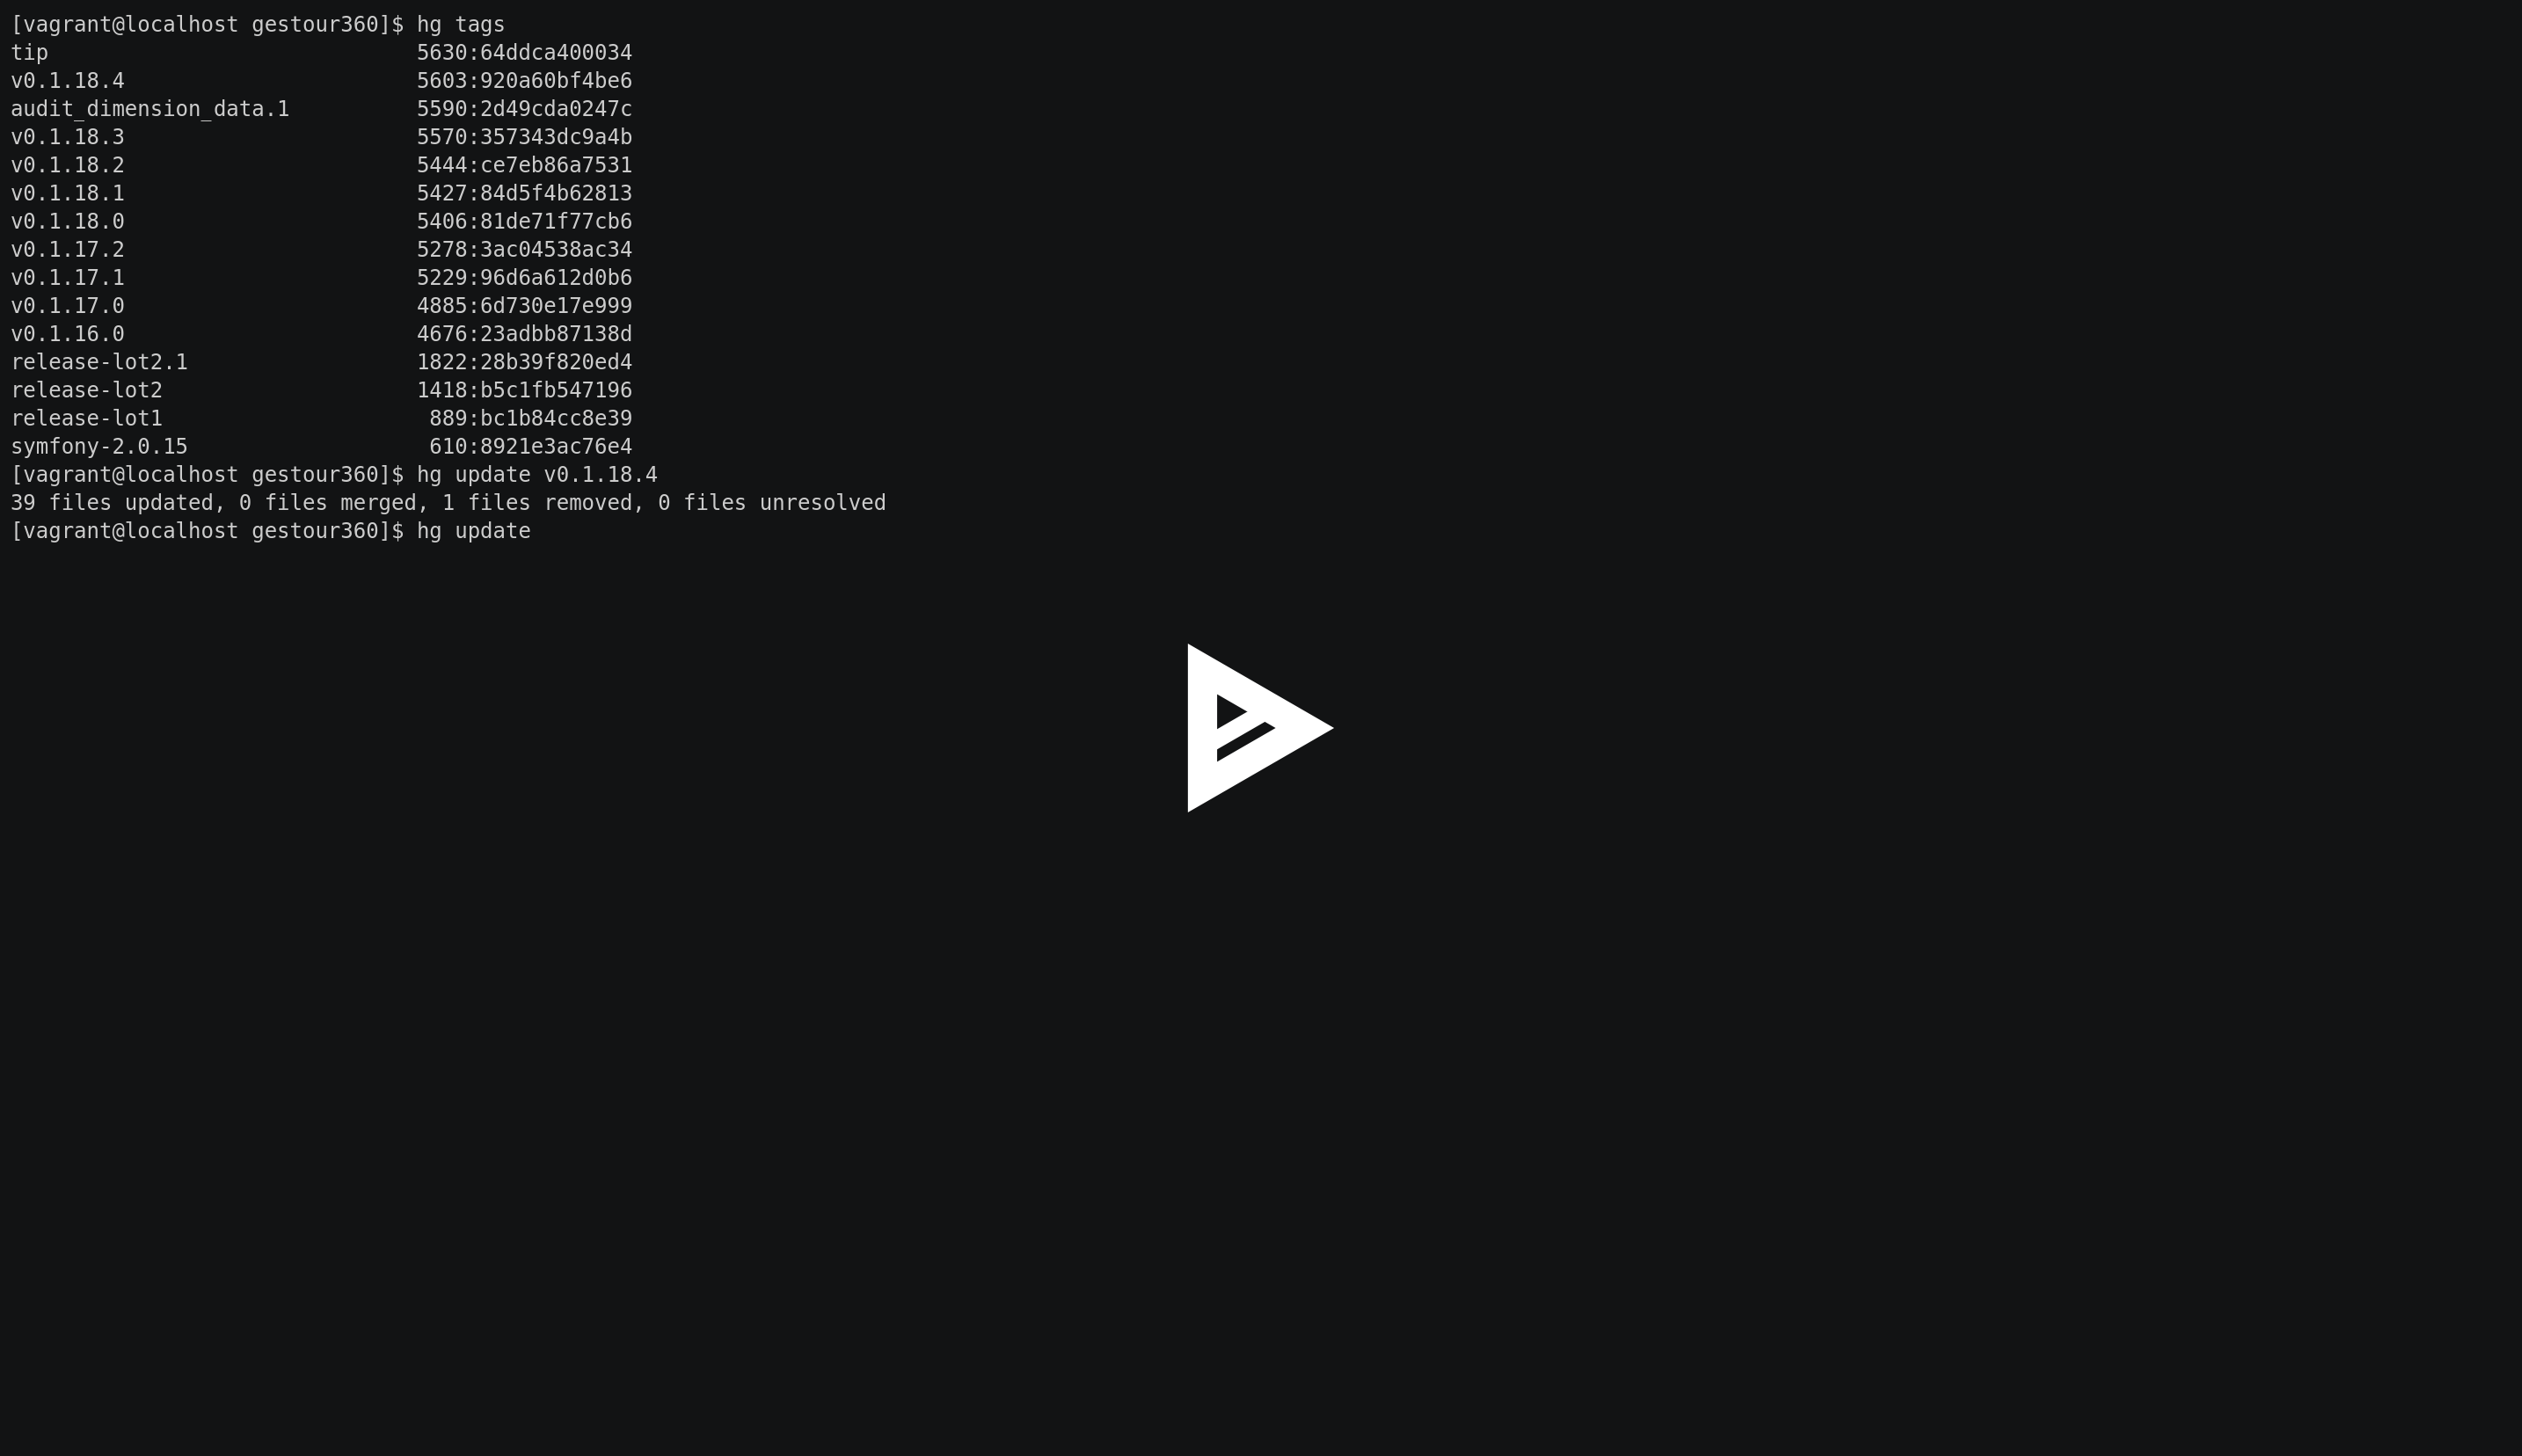 [vagrant@localhost gestour360]$ hg tags
tip                             5630:64ddca400034
v0.1.18.4                       5603:920a60bf4be6
audit_dimension_data.1          5590:2d49cda0247c
v0.1.18.3                       5570:357343dc9a4b
v0.1.18.2                       5444:ce7eb86a7531
v0.1.18.1                       5427:84d5f4b62813
v0.1.18.0                       5406:81de71f77cb6
v0.1.17.2                       5278:3ac04538ac34
v0.1.17.1                       5229:96d6a612d0b6
v0.1.17.0                       4885:6d730e17e999
v0.1.16.0                       4676:23adbb87138d
release-lot2.1                  1822:28b39f820ed4
release-lot2                    1418:b5c1fb547196
release-lot1                     889:bc1b84cc8e39
symfony-2.0.15                   610:8921e3ac76e4
[vagrant@localhost gestour360]$ hg update v0.1.18.4
39 files updated, 0 files merged, 1 files removed, 0 files unresolved
[vagrant@localhost gestour360]$ hg update